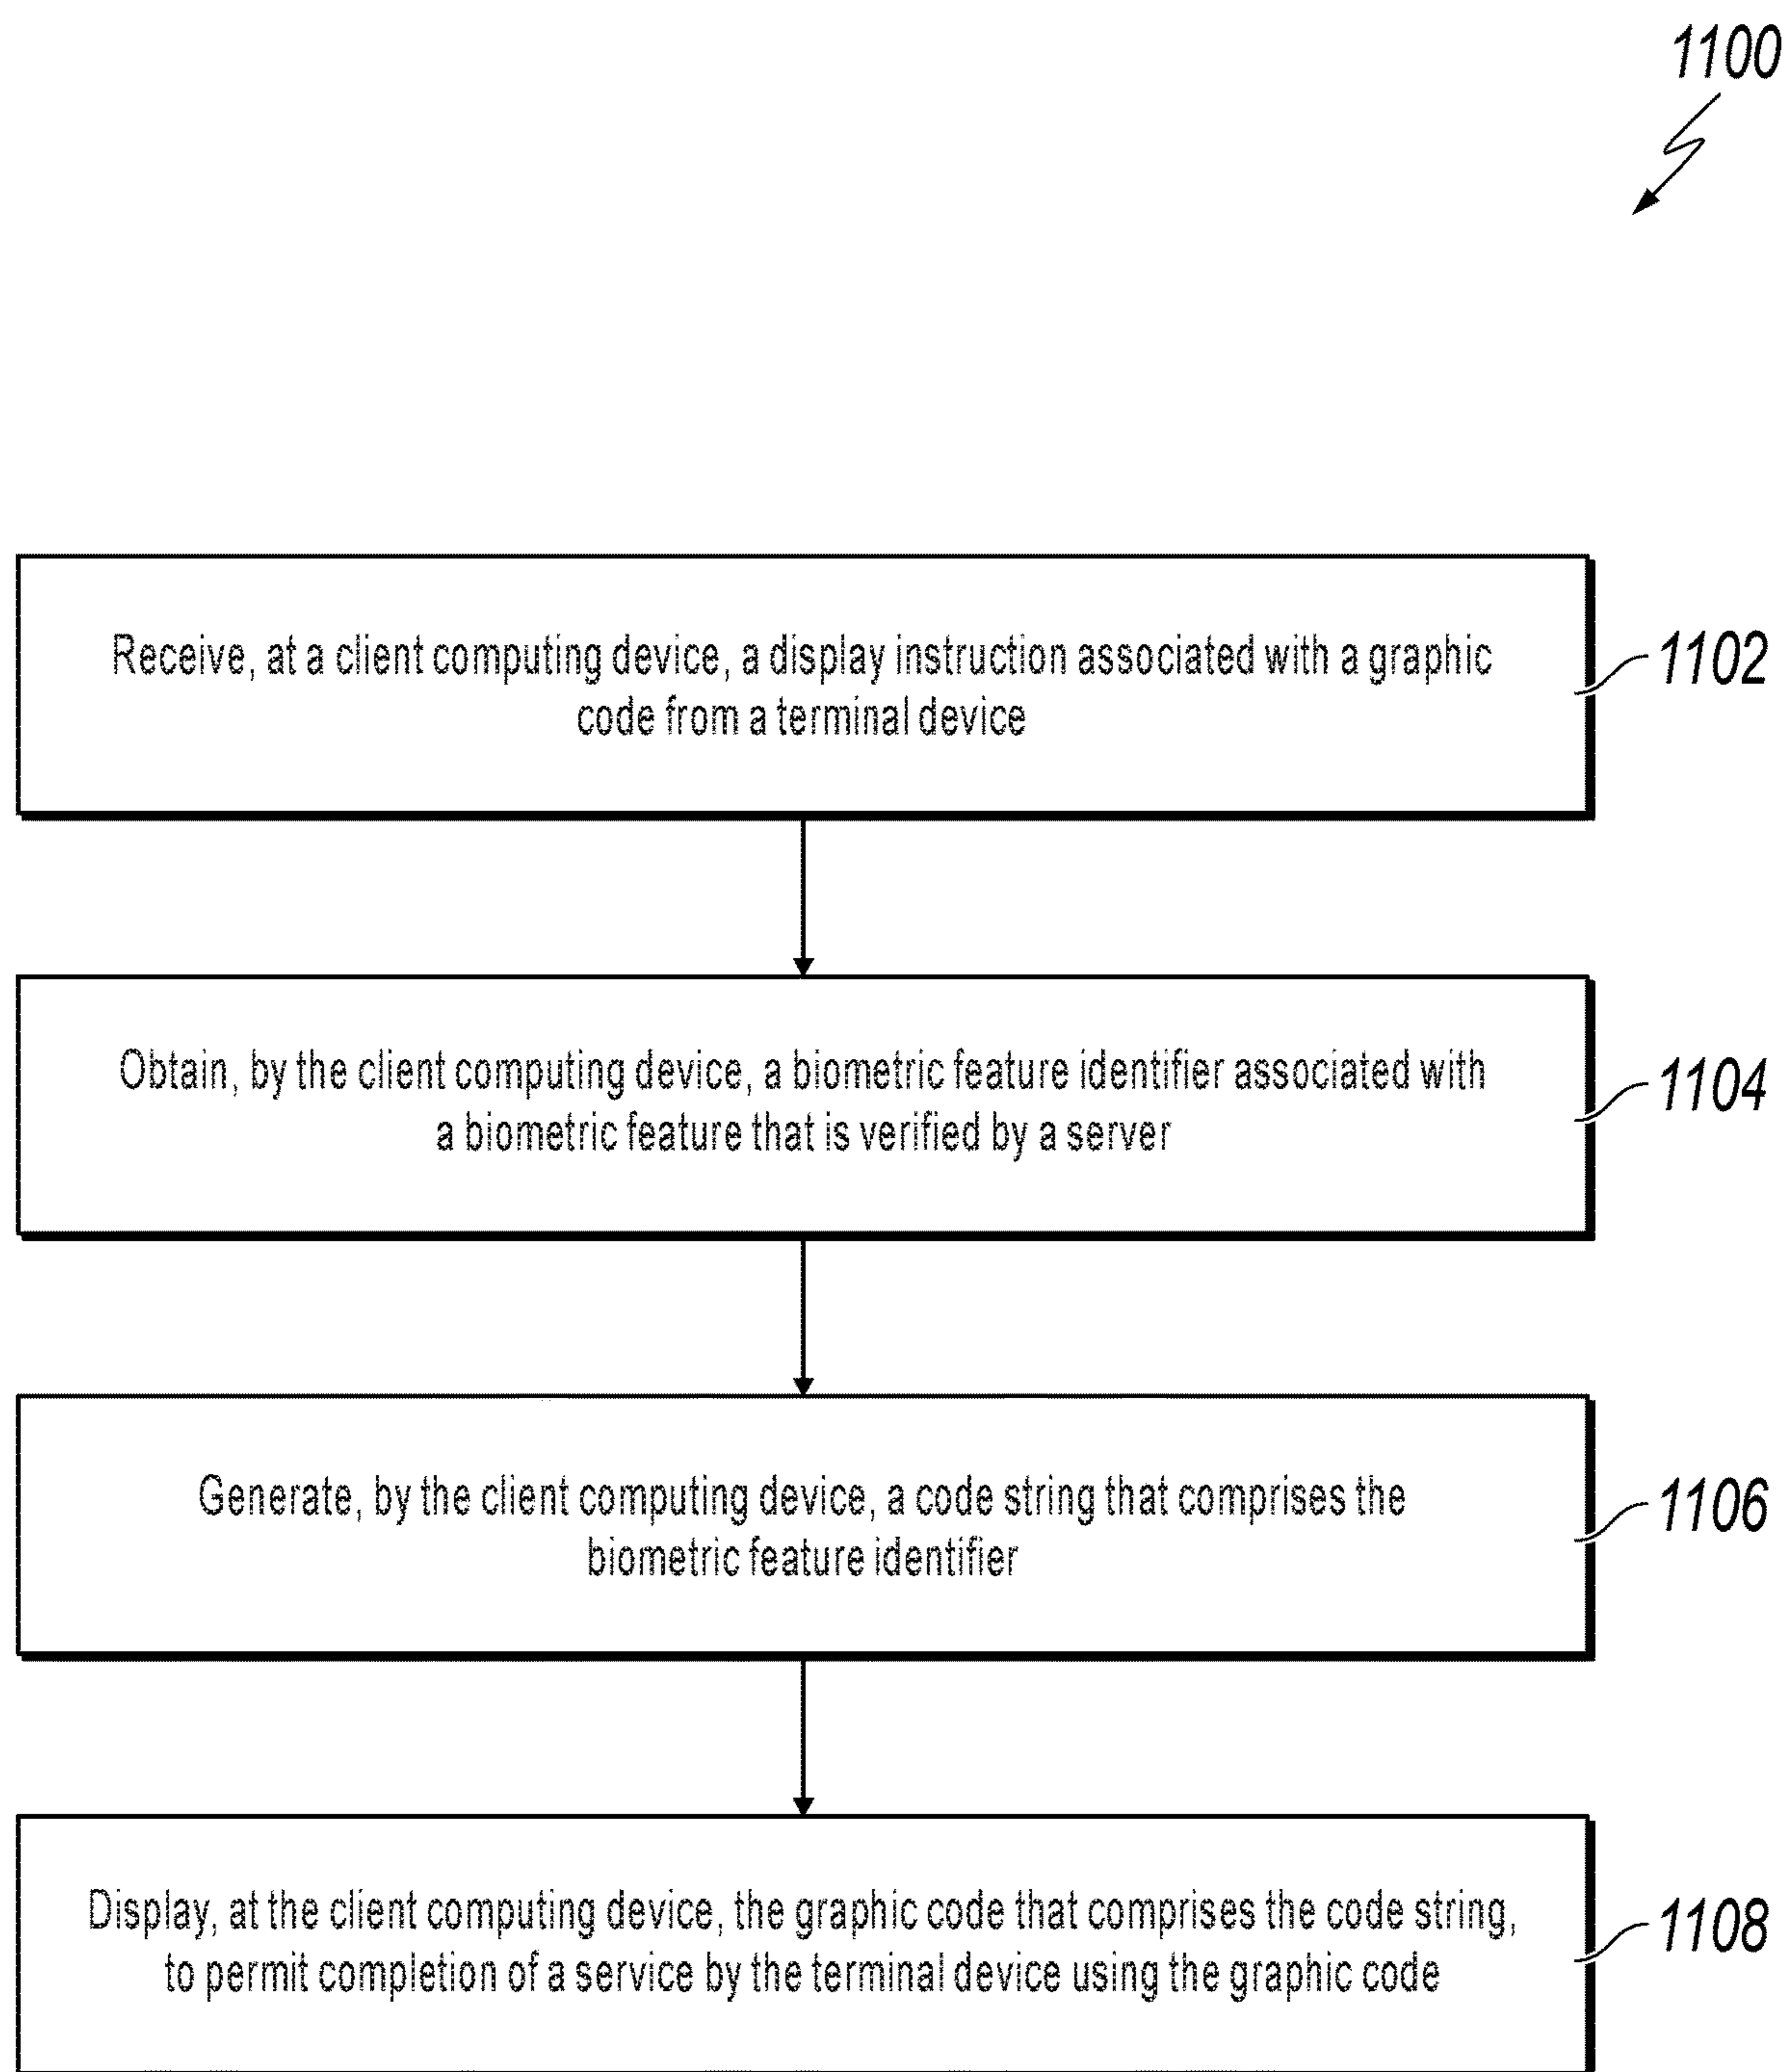 1100
Receive, at a client computing device, a display instruction associated with a graphic
code from a terminal device
1102
Obtain, by the client computing device, a biometric feature identifier associated with
a biometric feature that is verified by a server
1104
Generate, by the client computing device, a code string that comprises the
biometric feature identifier
1106
Display, at the client computing device, the graphic code that comprises the code string,
to permit completion of a service by the terminal device using the graphic code
1108